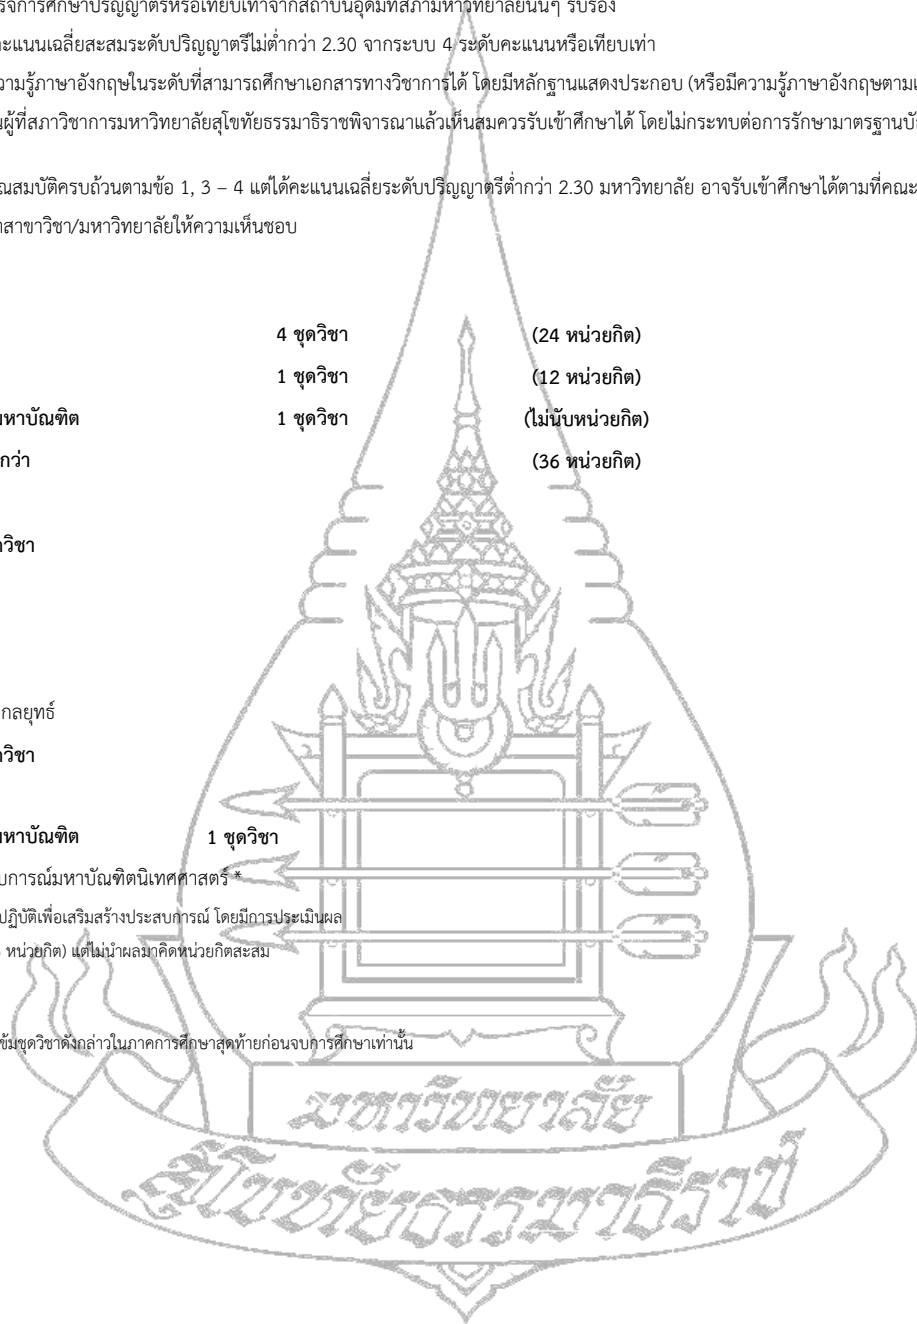 รจการศึกษาปริญญาตรีหรือเทียบเท่าจากสถาบันอุดมที่สภามหาวิทยาลัยนั้นๆ รับรอง
ะแนนเฉลี่ยสะสมระดับปริญญาตรีไม่ต่ำกว่า 2.30 จากระบบ 4 ระดับคะแนนหรือเทียบเท่า
วามรู้ภาษาอังกฤษในระดับที่สามารถศึกษาเอกสารทางวิชาการได้ โดยมีหลักฐานแสดงประกอบ (หรือมีความรู้ภาษาอังกฤษตามเ
นผู้ที่สภาวิชาการมหาวิทยาลัยสุโขทัยธรรมาธิราชพิจารณาแล้วเห็นสมควรรับเข้าศึกษาได้ โดยไม่กระทบต่อการรักษามาตรฐานบั
ณสมบัติครบถ้วนตามข้อ 1, 3 – 4 แต่ได้คะแนนเฉลี่ยระดับปริญญาตรีต่ำกว่า 2.30 มหาวิทยาลัย อาจรับเข้าศึกษาได้ตามที่คณะ
าสาขาวิชา/มหาวิทยาลัยให้ความเห็นชอบ
4 ชุดวิชา (24 หน่วยกิต)
1 ชุดวิชา (12 หน่วยกิต)
มหาบัณฑิต 1 ชุดวิชา (ไม่นับหน่วยกิต)
กว่า (36 หน่วยกิต)
ดวิชา
กลยุทธ์
ดวิชา
มหาบัณฑิต 1 ชุดวิชา
บการณ์มหาบัณฑิตนิเทศศาสตร์ *
ปฏิบัติเพื่อเสริมสร้างประสบการณ์ โดยมีการประเมินผล
หน่วยกิต) แต่ไม่นำผลมาคิดหน่วยกิตสะสม
ข้มชุดวิชาดังกล่าวในภาคการศึกษาสุดท้ายก่อนจบการศึกษาเท่านั้น
มหาวิทยาลัย
สุโขทัยธรรมาธิราช